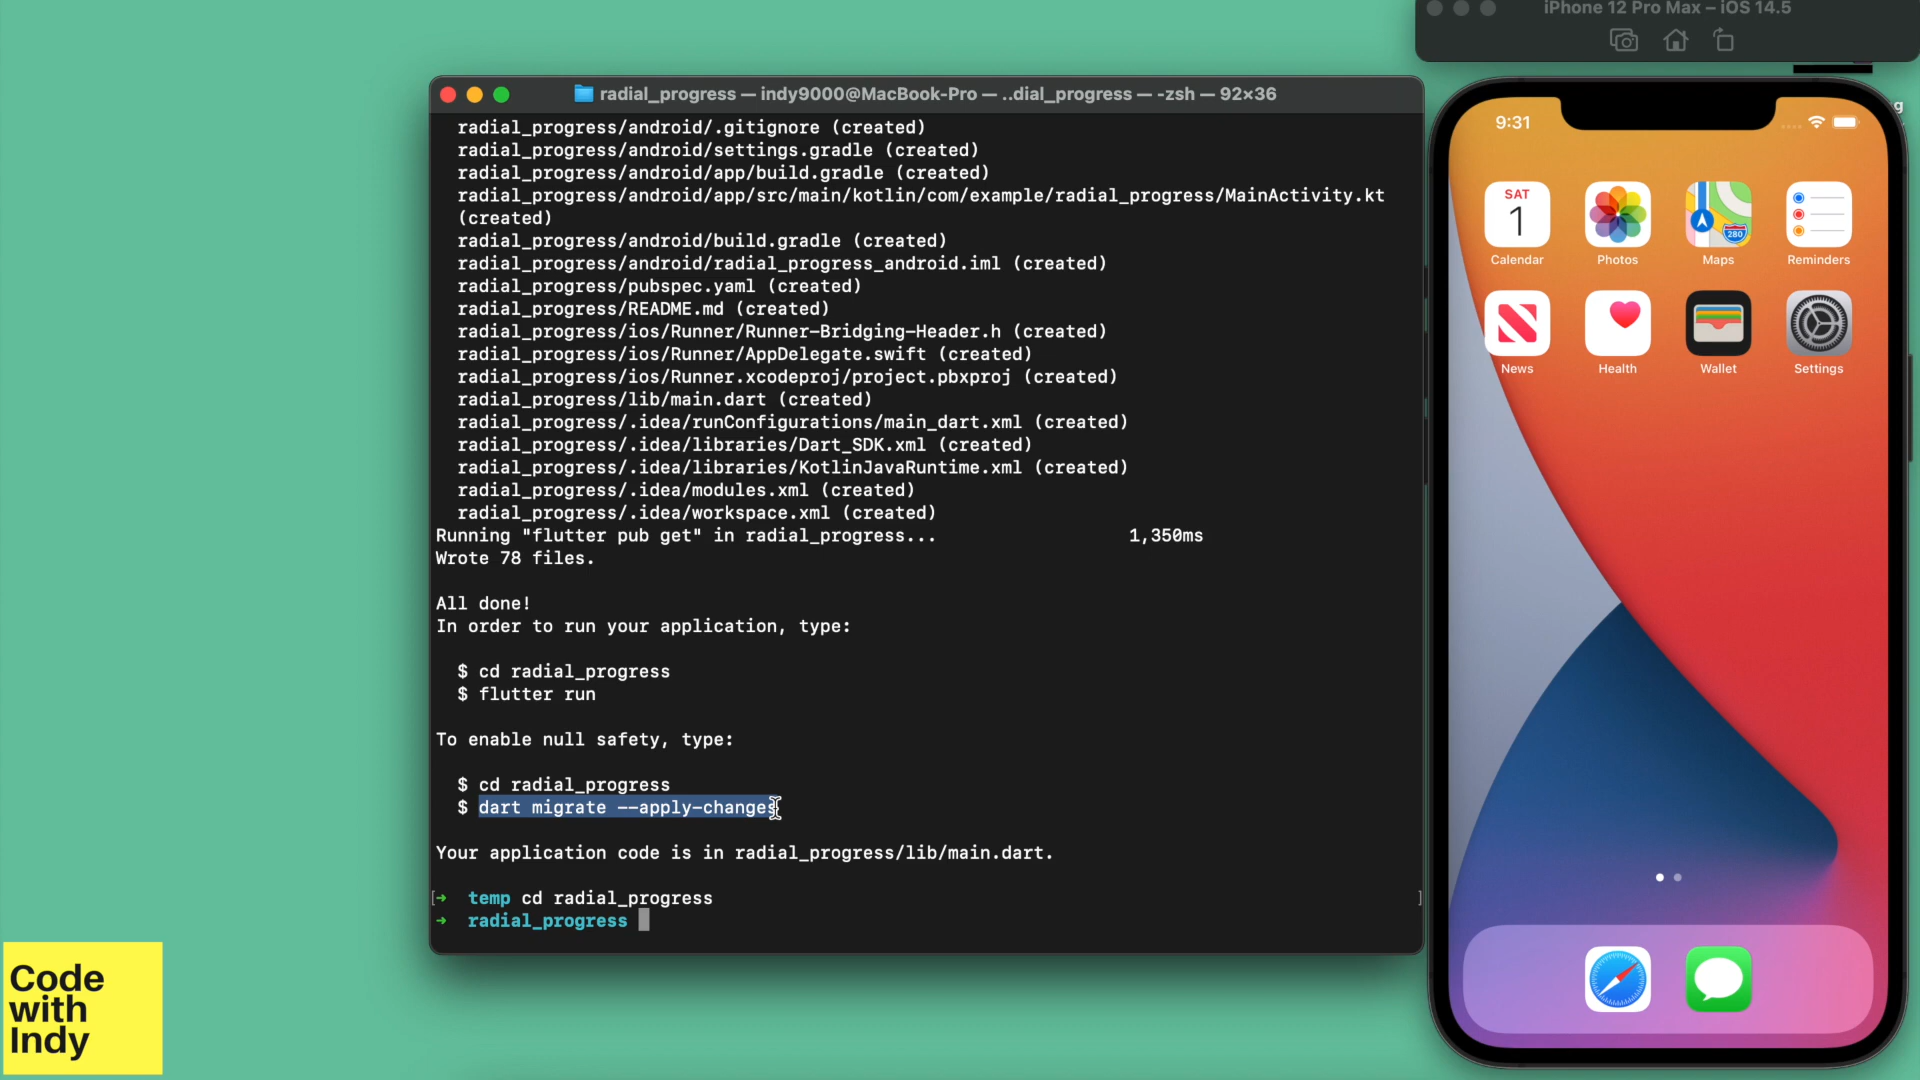 iPhone 12 Pro Max – iOS 14.5
radial_progress — indy9000@MacBook-Pro — ..dial_progress — -zsh — 92×36
radial_progress/android/.gitignore (created)
radial_progress/android/settings.gradle (created)
radial_progress/android/app/build.gradle (created)
radial_progress/android/app/src/main/kotlin/com/example/radial_progress/MainActivity.kt
(created)
radial_progress/android/build.gradle (created)
radial_progress/android/radial_progress_android.iml (created)
radial_progress/pubspec.yaml (created)
radial_progress/README.md (created)
radial_progress/ios/Runner/Runner-Bridging-Header.h (created)
radial_progress/ios/Runner/AppDelegate.swift (created)
radial_progress/ios/Runner.xcodeproj/project.pbxproj (created)
radial_progress/lib/main.dart (created)
radial_progress/.idea/runConfigurations/main_dart.xml (created)
radial_progress/.idea/libraries/Dart_SDK.xml (created)
radial_progress/.idea/libraries/KotlinJavaRuntime.xml (created)
radial_progress/.idea/modules.xml (created)
radial_progress/.idea/workspace.xml (created)
Running "flutter pub get" in radial_progress... 1,350ms
Wrote 78 files.
All done!
In order to run your application, type:
$ cd radial_progress
$ flutter run
To enable null safety, type:
$ cd radial_progress
$ dart migrate --apply-changes
Your application code is in radial_progress/lib/main.dart.
[➜ temp cd radial_progress ]
➜ radial_progress
9:31
SAT
1
280
Calendar Photos Maps Reminders
News Health Wallet Settings
g
Code
with
Indy